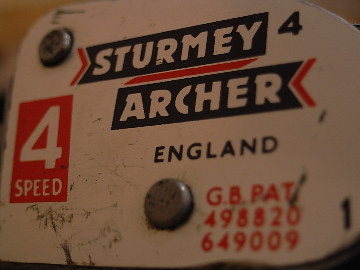 STURMEY 4
ARCHER
4
SPEED
ENGLAND
G.B. PAT
498820
649009
1